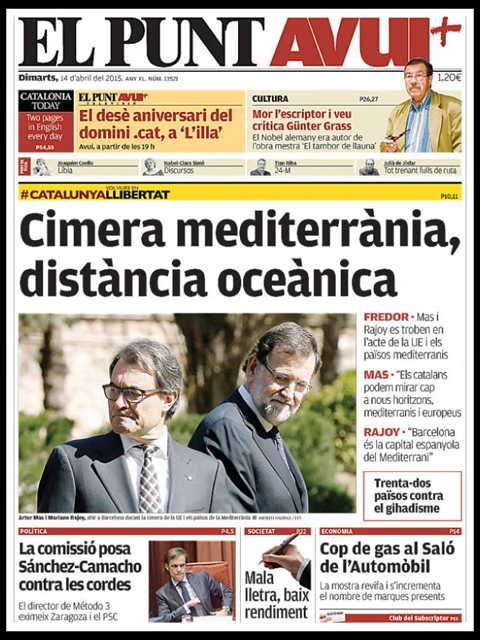 EL PUNT AVUI+
Dimarts, 14 d'abril del 2015. ANY XL. NÚM. 13521
1,20€
CATALONIA
TODAY
Two pages
in English
every day
P54,55
EL PUNT AVUI+
TELEVISIÓ
El desè aniversari del
domini .cat, a ‘L'illa’
Avui, a partir de les 19 h
CULTURA P26,27
Mor l'escriptor i veu
crítica Günter Grass
El Nobel alemany era autor de
l'obra mestra ‘El tambor de llauna’
Joaquim Coello
Líbia
Nabel·Clara Simó
Discursos
Tian Riba
24-M
Julià de Jòdar
Tot trenant fulls de ruta
VOL VIURE EN
#CATALUNYALLIBERTAT
P10,11
Cimera mediterrània,
distància oceànica
FREDOR · Mas i
Rajoy es troben en
l'acte de la UE i els
països mediterranis
MAS · “Els catalans
podem mirar cap
a nous horitzons,
mediterranis i europeus
RAJOY · “Barcelona
és la capital espanyola
del Mediterrani”
Trenta-dos
països contra
el gihadisme
Artur Mas i Mariano Rajoy, ahir a Barcelona durant la cimera de la UE i els països de la Mediterrània
POLÍTICA P4,5
La comissió posa
Sánchez-Camacho
contra les cordes
El director de Método 3
eximeix Zaragoza i el PSC
SOCIETAT P22
Mala
lletra, baix
rendiment
ECONOMIA P14
Cop de gas al Saló
de l'Automòbil
La mostra revifa i s'incrementa
el nombre de marques presents
Club del Subscriptor